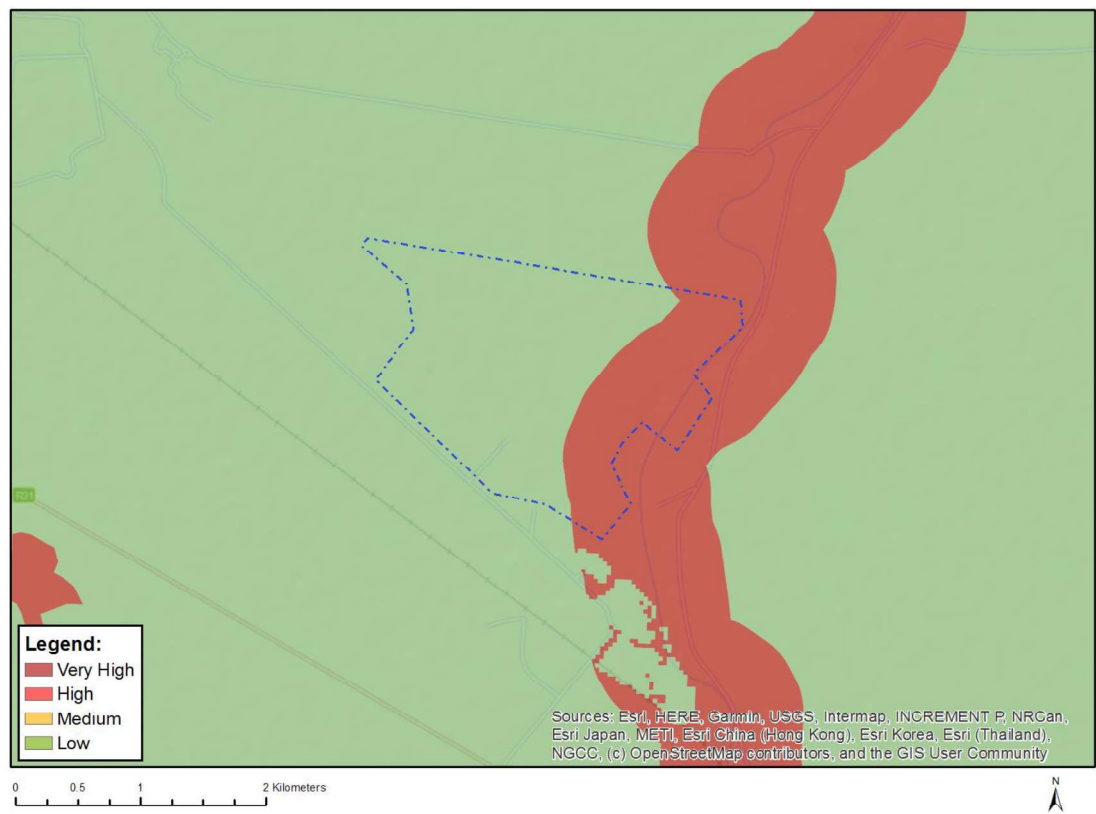 R21
Legend:
Very High
High
Medium
Low
Sources: Esri, HERE, Garmin, USGS, Intermap, INCREMENT P, NRCan,
Esri Japan, METI, Esri China (Hong Kong), Esri Korea, Esri (Thailand),
NGCC, (c) OpenStreetMap contributors, and the GIS User Community
0 0.5 1 2 Kilometers
N